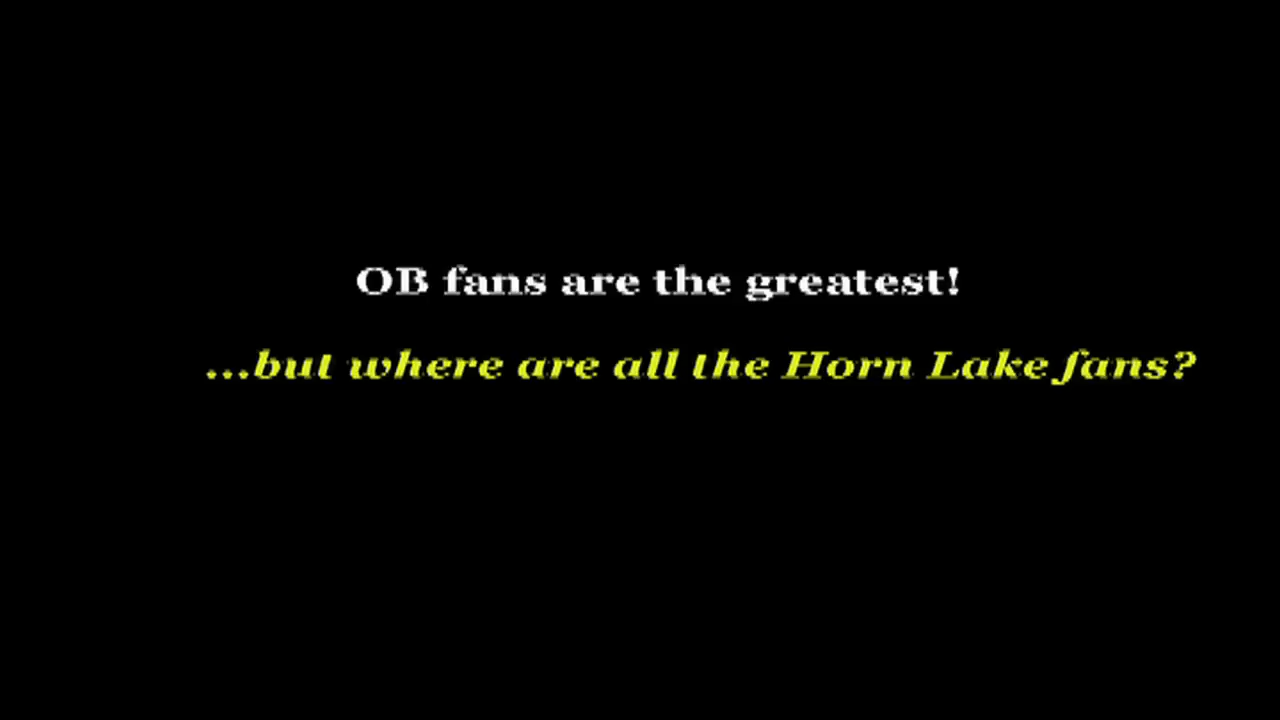 OB fans are the greatest!
...but where are all the Horn Lake fans?